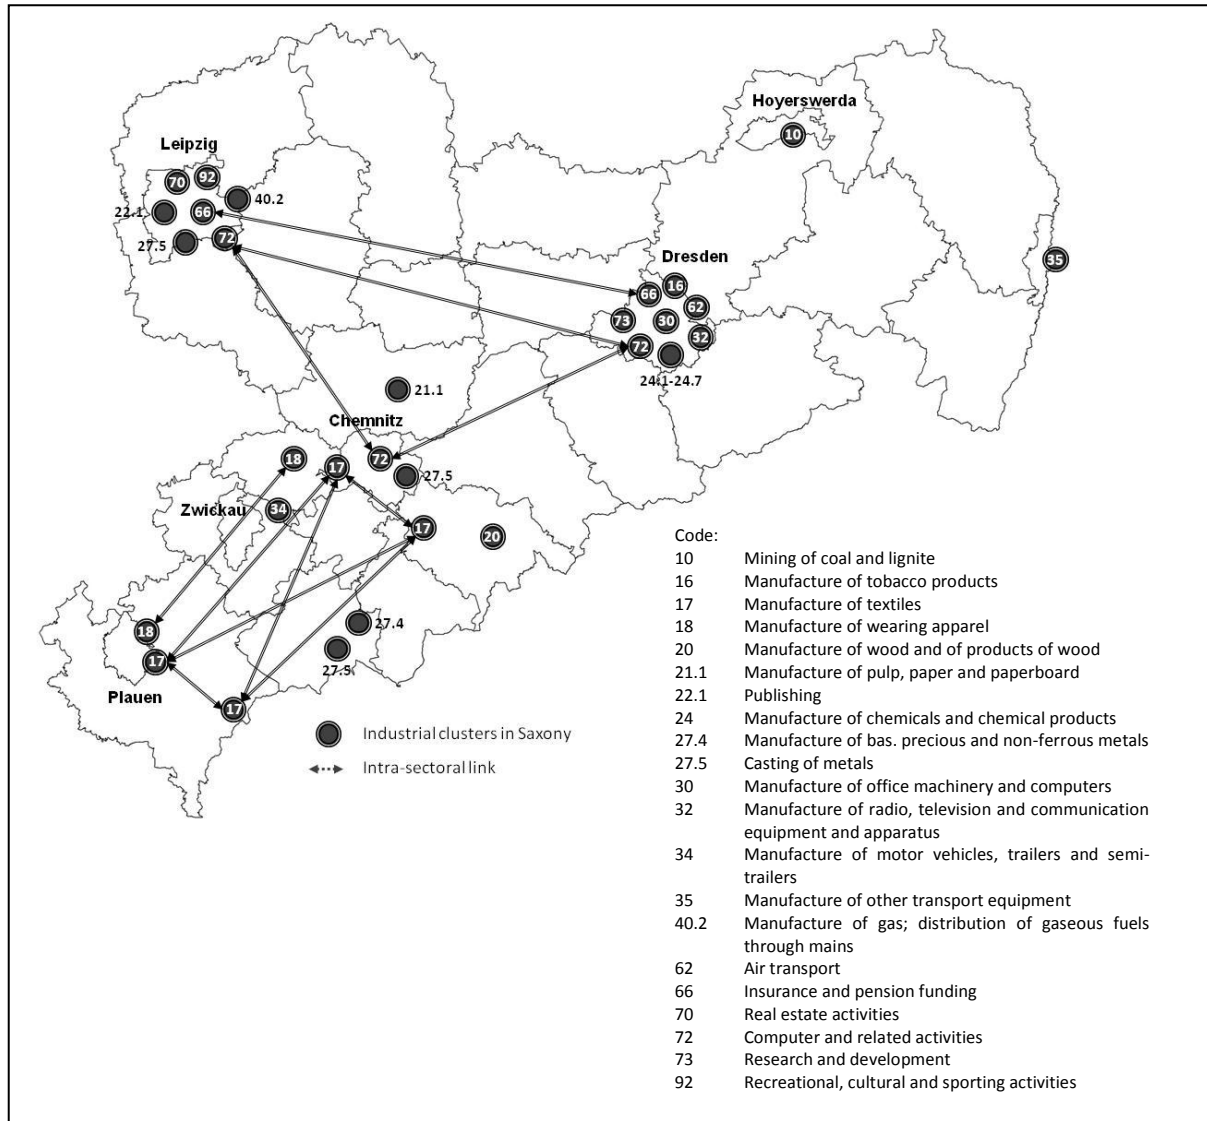 Hoyerswerda
10
Leipzig
70
92
40.2
22.1
66
27.5
72
35
Dresden
66
16
62
73
30
32
72
24.1-24.7
21.1
Chemnitz
18
17
72
27.5
Zwickau
34
17
20
18
27.4
17
27.5
Plauen
17
Industrial clusters in Saxony
Intra-sectoral link
Code:
10 Mining of coal and lignite
16 Manufacture of tobacco products
17 Manufacture of textiles
18 Manufacture of wearing apparel
20 Manufacture of wood and of products of wood
21.1 Manufacture of pulp, paper and paperboard
22.1 Publishing
24 Manufacture of chemicals and chemical products
27.4 Manufacture of bas. precious and non-ferrous metals
27.5 Casting of metals
30 Manufacture of office machinery and computers
32 Manufacture of radio, television and communication
equipment and apparatus
34 Manufacture of motor vehicles, trailers and semi-
trailers
35 Manufacture of other transport equipment
40.2 Manufacture of gas; distribution of gaseous fuels
through mains
62 Air transport
66 Insurance and pension funding
70 Real estate activities
72 Computer and related activities
73 Research and development
92 Recreational, cultural and sporting activities